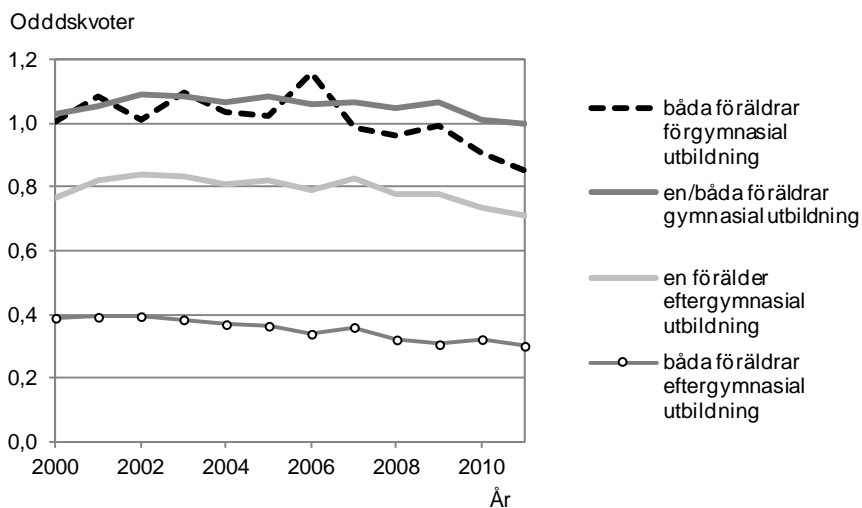 Odddskvoter
1,2
1,0
0,8
0,6
0,4
0,2
0,0
2000 2002 2004 2006 2008 2010
År
båda föräldrar
förgymnasial
utbildning
en/båda föräldrar
gymnasial utbildning
en förälder
eftergymnasial
utbildning
båda föräldrar
eftergymnasial
utbildning